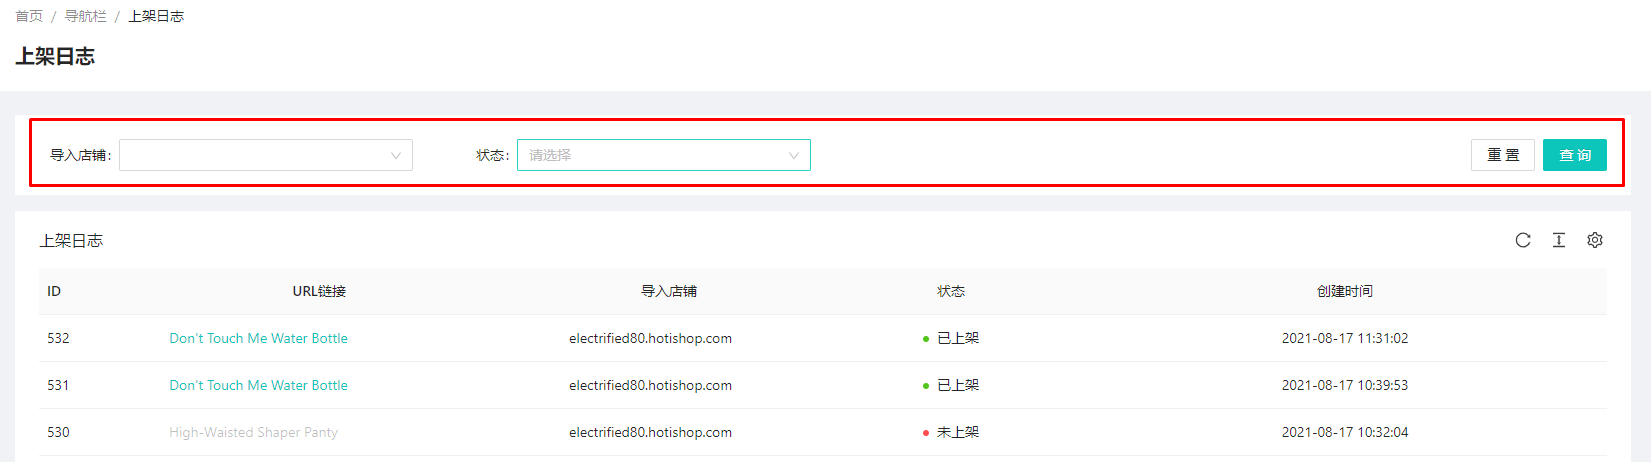 首页 / 导航栏 / 上架日志
上架日志
导入店铺: 状态: 请选择 重 置 查 询
上架日志
ID URL链接 导入店铺 状态 创建时间
532 Don't Touch Me Water Bottle electrified80.hotishop.com 已上架 2021-08-17 11:31:02
531 Don't Touch Me Water Bottle electrified80.hotishop.com 已上架 2021-08-17 10:39:53
530 High-Waisted Shaper Panty electrified80.hotishop.com 未上架 2021-08-17 10:32:04